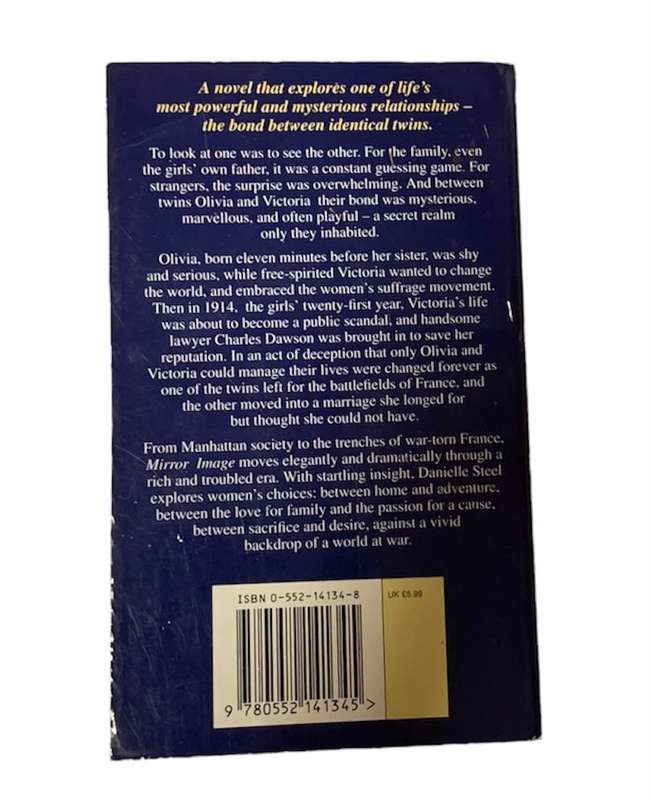 A novel that explores one of life's
most powerful and mysterious relationships –
the bond between identical twins.
To look at one was to see the other. For the family, even
the girls' own father, it was a constant guessing game. For
strangers, the surprise was overwhelming. And between
twins Olivia and Victoria their bond was mysterious,
marvellous, and often playful – a secret realm
only they inhabited.
Olivia, born eleven minutes before her sister, was shy
and serious, while free-spirited Victoria wanted to change
the world, and embraced the women's suffrage movement.
Then in 1914, the girls' twenty-first year, Victoria's life
was about to become a public scandal, and handsome
lawyer Charles Dawson was brought in to save her
reputation. In an act of deception that only Olivia and
Victoria could manage their lives were changed forever as
one of the twins left for the battlefields of France, and
the other moved into a marriage she longed for
but thought she could not have.
From Manhattan society to the trenches of war-torn France,
Mirror Image moves elegantly and dramatically through a
rich and troubled era. With startling insight, Danielle Steel
explores women's choices: between home and adventure,
between the love for family and the passion for a cause,
between sacrifice and desire, against a vivid
backdrop of a world at war.
ISBN 0-552-14134-8
UK £5.99
9 780552 141345 >